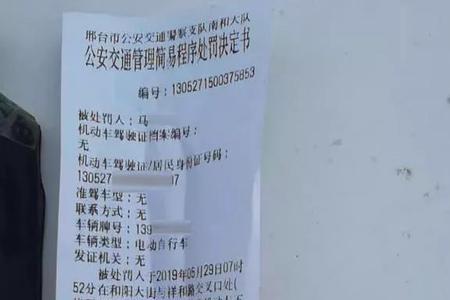 邢台市公安交通警察支队南和大队
公安交通管理简易程序处罚决定书
编号：1305271500375853
被处罚人：马
机动车驾驶证档案编号：
无
机动车驾驶证/居民身份证号码：
130527 7
准驾车型：无
联系方式：无
车辆牌号：139
车辆类型：电动自行车
发证机关：无
被处罚人于2019年05月29日07时
52分在和阳大街与祥和路交叉口处(